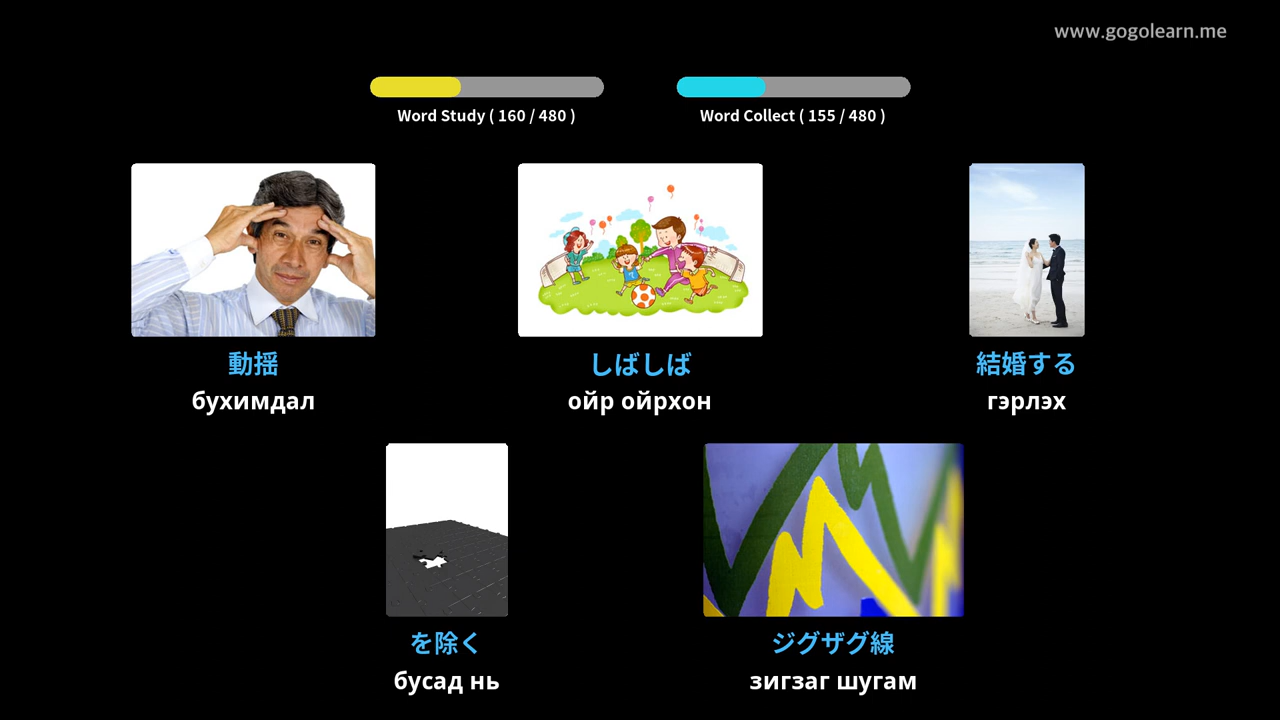 www.gogolearn.me
Word Study ( 160 / 480 )
Word Collect ( 155 / 480 )
動揺
しばしば
結婚する
бухимдал
ойр ойрхон
гэрлэх
を除く
ジグザグ線
бусад нь
зигзаг шугам